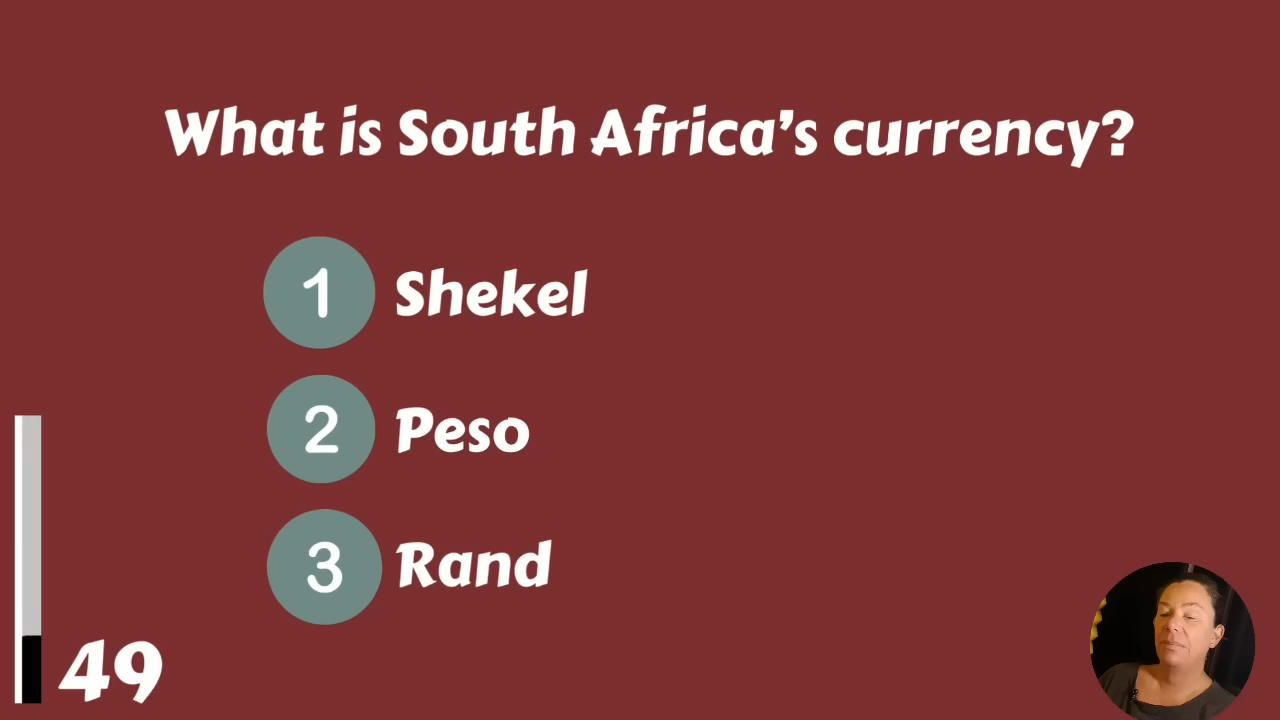 What is South Africa’s currency?
1 Shekel
2 Peso
3 Rand
49